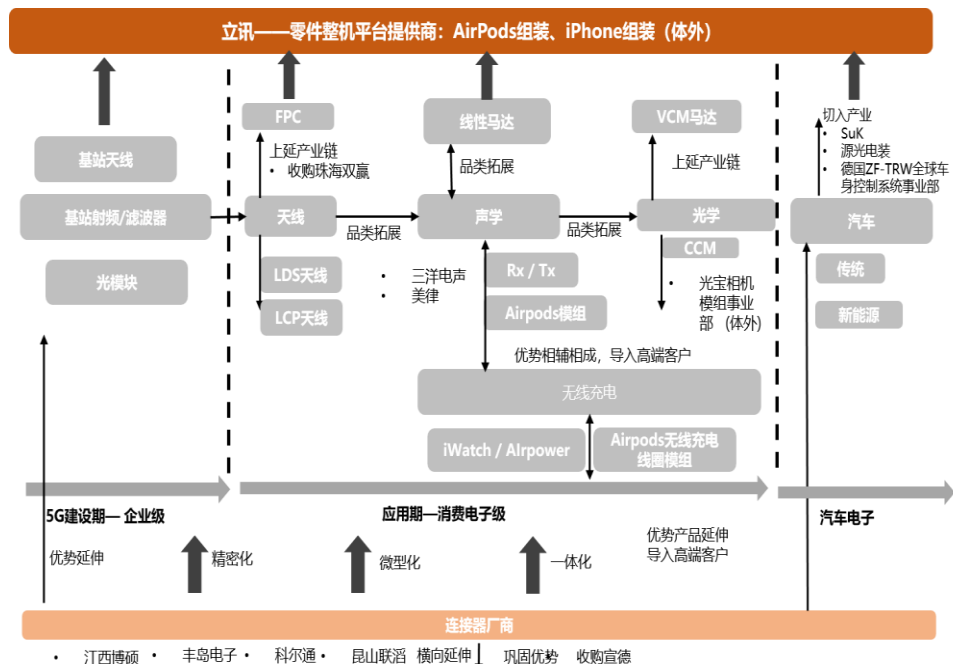 立讯——零件整机平台提供商：AirPods组装、iPhone组装（体外）
FPC
上延产业链
• 收购珠海双赢
线性马达
品类拓展
VCM马达
上延产业链
切入产业
• SuK
• 源光电装
• 德国ZF-TRW全球车
身控制系统事业部
基站天线
基站射频/滤波器
光模块
天线
品类拓展
声学
品类拓展
光学
汽车
LDS天线
LCP天线
• 三洋电声
• 美律
Rx / Tx
Airpods模组
CCM
• 光宝相机
模组事业
部 (体外)
传统
新能源
优势相辅相成，导入高端客户
无线充电
iWatch / AIrpower
Airpods无线充电
线圈模组
5G建设期— 企业级
应用期—消费电子级
汽车电子
优势延伸
精密化
微型化
一体化
优势产品延伸
导入高端客户
连接器厂商
• 江西博硕
• 丰岛电子
• 科尔通
• 昆山联滔
横向延伸
巩固优势
收购宣德